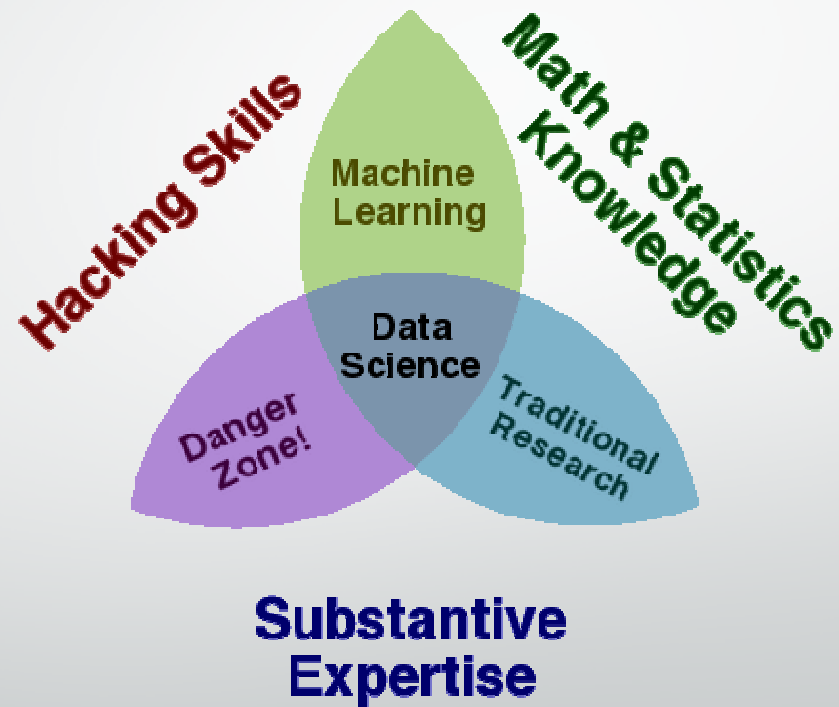 Hacking Skills
Math & Statistics
Knowledge
Machine
Learning
Data
Science
Danger
Zone!
Traditional
Research
Substantive
Expertise